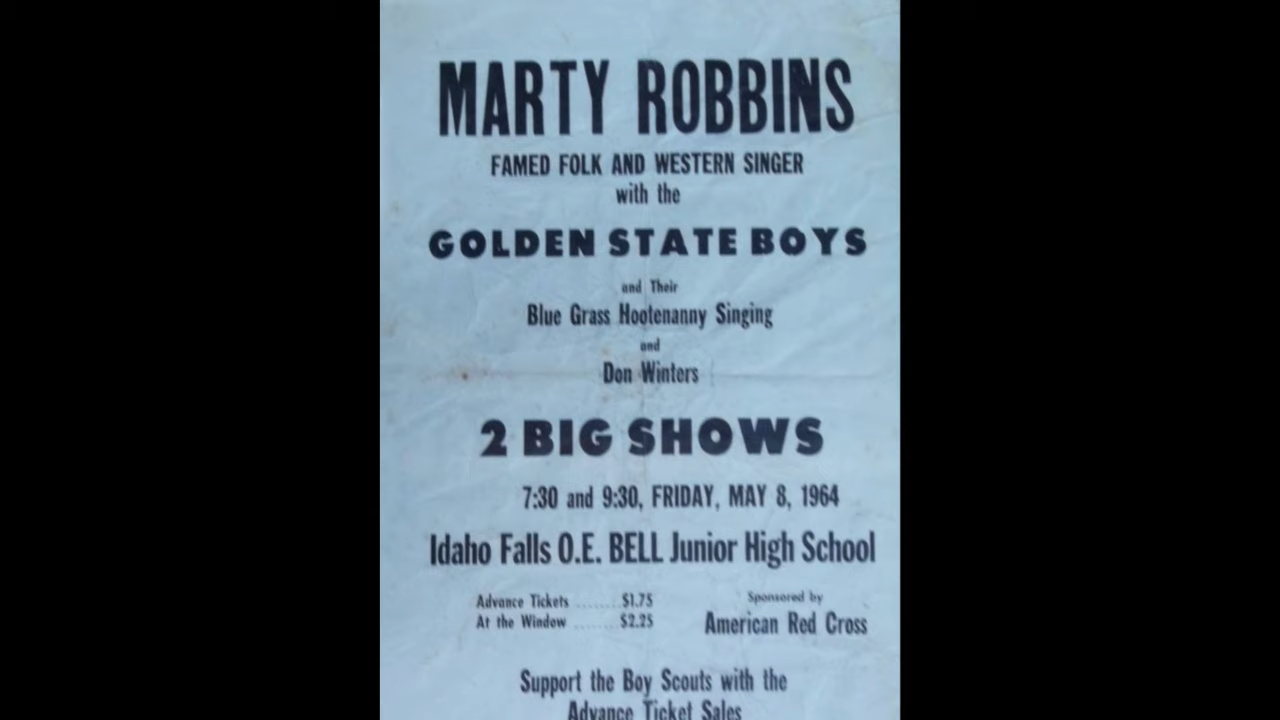 MARTY ROBBINS
FAMED FOLK AND WESTERN SINGER
with the
GOLDEN STATE BOYS
and Their
Blue Grass Hootenanny Singing
and
Don Winters
2 BIG SHOWS
7:30 and 9:30, FRIDAY, MAY 8, 1964
Idaho Falls O.E. BELL Junior High School
Advance Tickets ........ $1.75
At the Window ....... $2.25
Sponsored by
American Red Cross
Support the Boy Scouts with the
Advance Ticket Sales